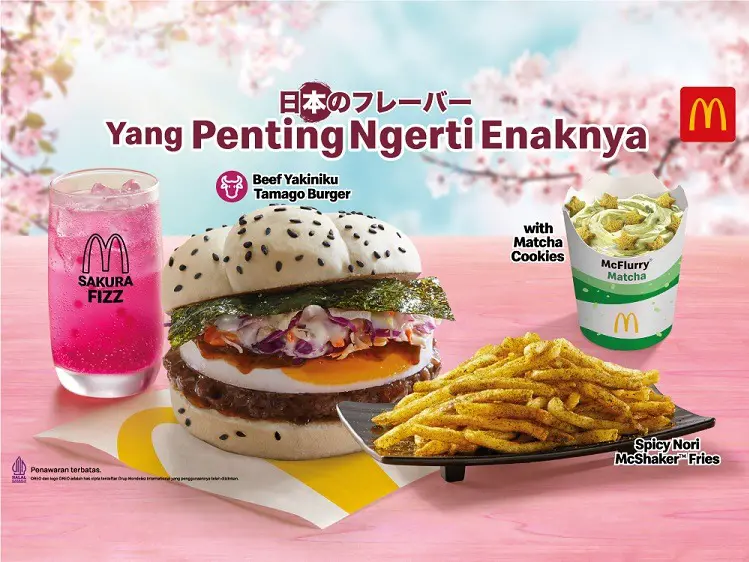 日本のフレーバー
Yang Penting Ngerti Enaknya
Beef Yakiniku
Tamago Burger
with
Matcha
Cookies
McFlurry
Matcha
SAKURA
FIZZ
Spicy Nori
McShaker™ Fries
HALAL
Penawaran terbatas.